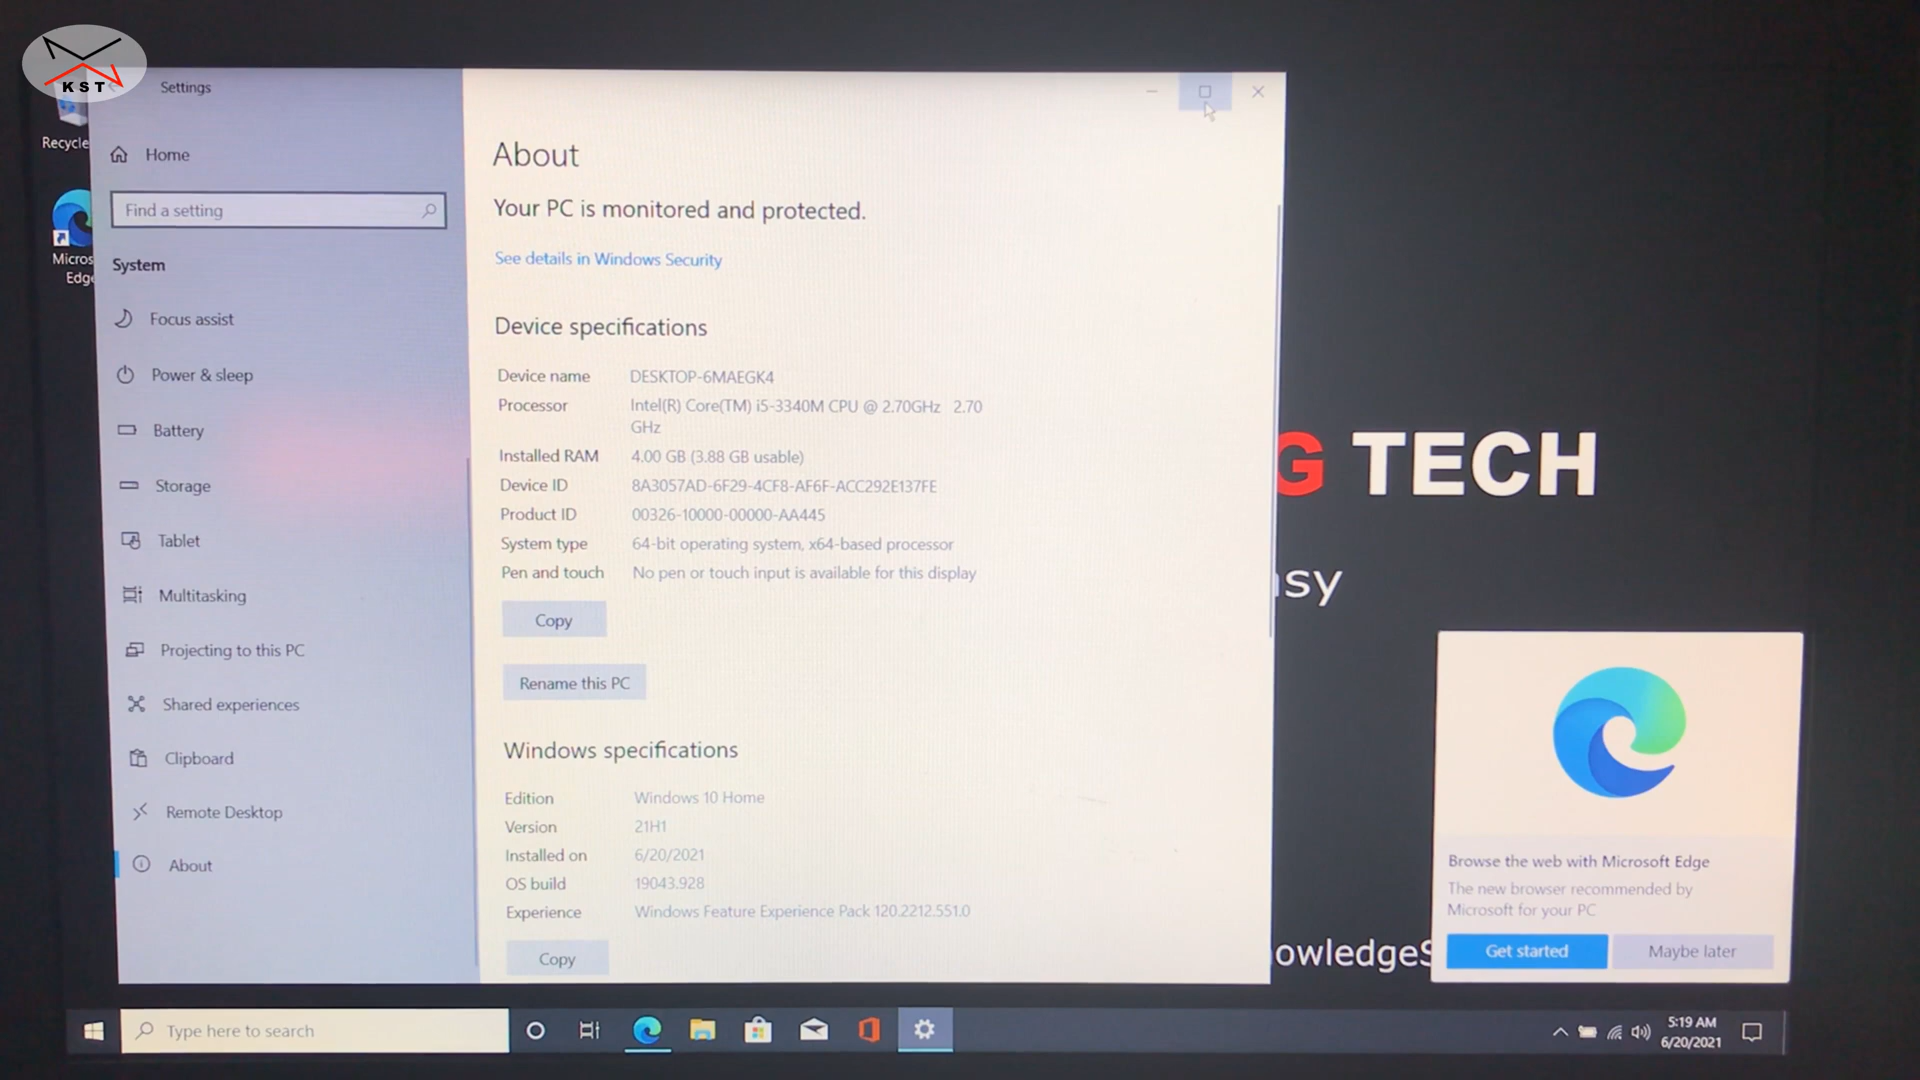 KST
Settings
Recycle
Micros
Edge
Home
Find a setting
System
Focus assist
Power & sleep
Battery
Storage
Tablet
Multitasking
Projecting to this PC
Shared experiences
Clipboard
Remote Desktop
About
About
Your PC is monitored and protected.
See details in Windows Security
Device specifications
Device name DESKTOP-6MAEGK4
Processor Intel(R) Core(TM) i5-3340M CPU @ 2.70GHz 2.70
GHz
Installed RAM 4.00 GB (3.88 GB usable)
Device ID 8A3057AD-6F29-4CF8-AF6F-ACC292E137FE
Product ID 00326-10000-00000-AA445
System type 64-bit operating system, x64-based processor
Pen and touch No pen or touch input is available for this display
Copy
Rename this PC
Windows specifications
Edition Windows 10 Home
Version 21H1
Installed on 6/20/2021
OS build 19043.928
Experience Windows Feature Experience Pack 120.2212.551.0
Copy
G TECH
sy
owledgeS
Browse the web with Microsoft Edge
The new browser recommended by
Microsoft for your PC
Get started
Maybe later
Type here to search
5:19 AM
6/20/2021